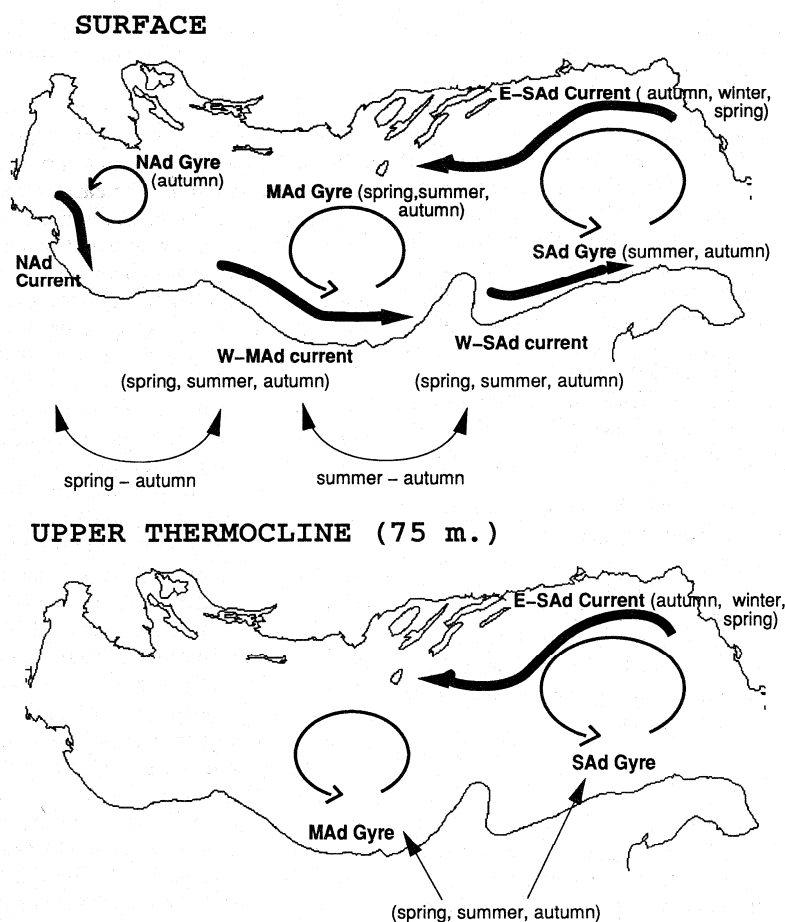 SURFACE
E–SAd Current ( autumn, winter,
spring)
NAd Gyre
(autumn)
MAd Gyre (spring,summer,
autumn)
SAd Gyre (summer, autumn)
NAd
Current
W–MAd current
(spring, summer, autumn)
W–SAd current
(spring, summer, autumn)
spring – autumn
summer – autumn
UPPER THERMOCLINE (75 m.)
E–SAd Current (autumn, winter,
spring)
SAd Gyre
MAd Gyre
(spring, summer, autumn)